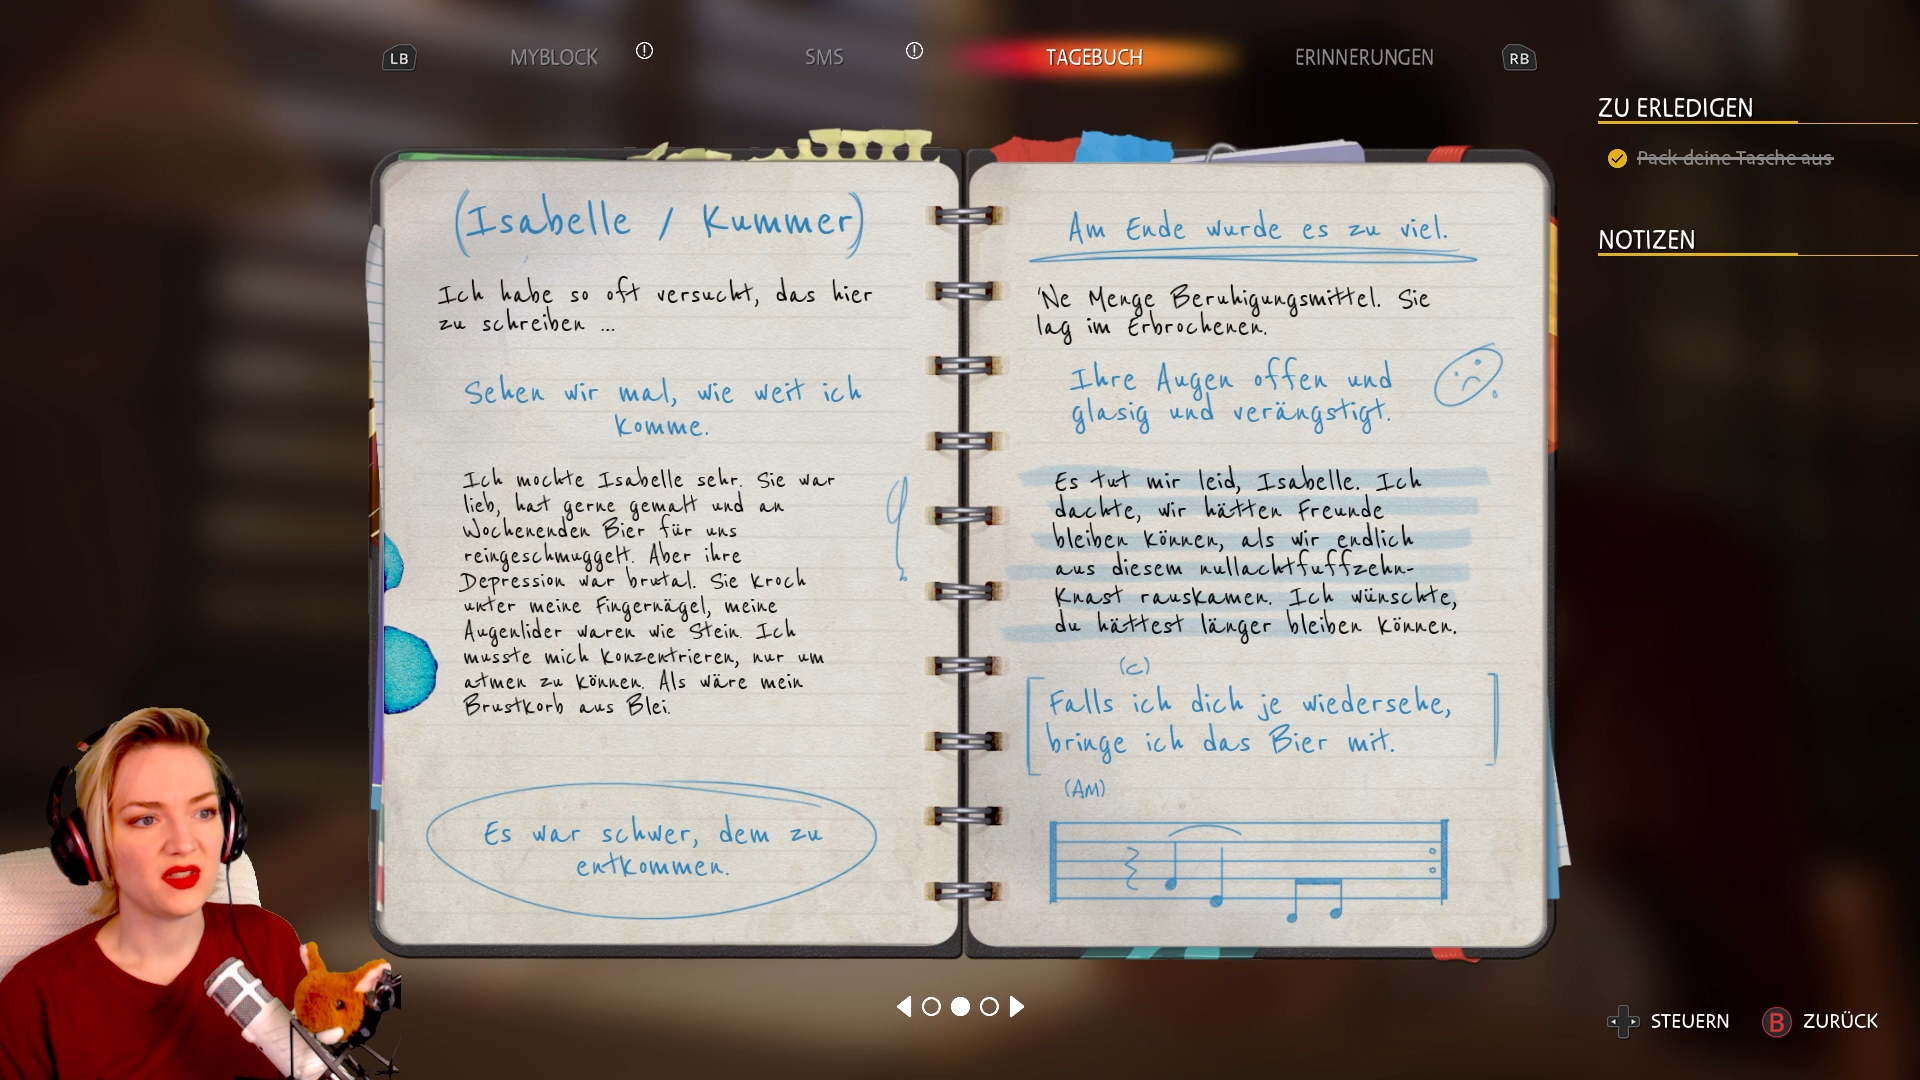 LB
MYBLOCK
SMS
TAGEBUCH
ERINNERUNGEN
RB
ZU ERLEDIGEN
Pack deine Tasche aus
NOTIZEN
(Isabelle / Kummer)
Ich habe so oft versucht, das hier
zu schreiben ...
Sehen wir mal, wie weit ich
komme.
Ich mochte Isabelle sehr. Sie war
lieb, hat gerne gemalt und an
Wochenenden Bier für uns
reingeschmuggelt. Aber ihre
Depression war brutal. Sie kroch
unter meine Fingernägel, meine
Augenlider waren wie Stein. Ich
musste mich konzentrieren, nur um
atmen zu können. Als wäre mein
Brustkorb aus Blei.
Es war schwer, dem zu
entkommen.
Am Ende wurde es zu viel.
'Ne Menge Beruhigungsmittel. Sie
lag im Erbrochenen.
Ihre Augen offen und
glasig und verängstigt.
Es tut mir leid, Isabelle. Ich
dachte, wir hätten Freunde
bleiben können, als wir endlich
aus diesem nullachtfuffzehn-
Knast rauskamen. Ich wünschte,
du hättest länger bleiben können.
(C)
Falls ich dich je wiedersehe,
bringe ich das Bier mit.
(AM)
STEUERN
B ZURÜCK